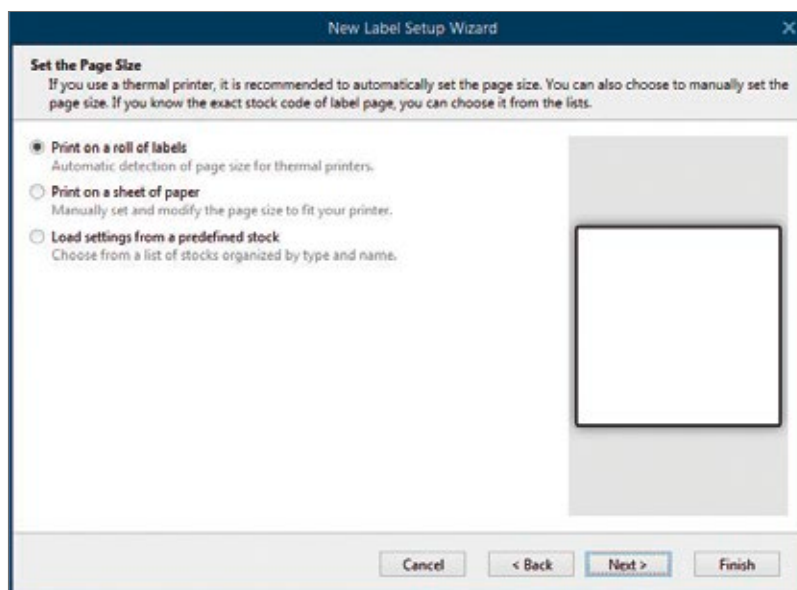 New Label Setup Wizard
Set the Page Size
If you use a thermal printer, it is recommended to automatically set the page size. You can also choose to manually set the
page size. If you know the exact stock code of label page, you can choose it from the lists.
Print on a roll of labels
Automatic detection of page size for thermal printers.
Print on a sheet of paper
Manually set and modify the page size to fit your printer.
Load settings from a predefined stock
Choose from a list of stocks organized by type and name.
Cancel
< Back
Next >
Finish